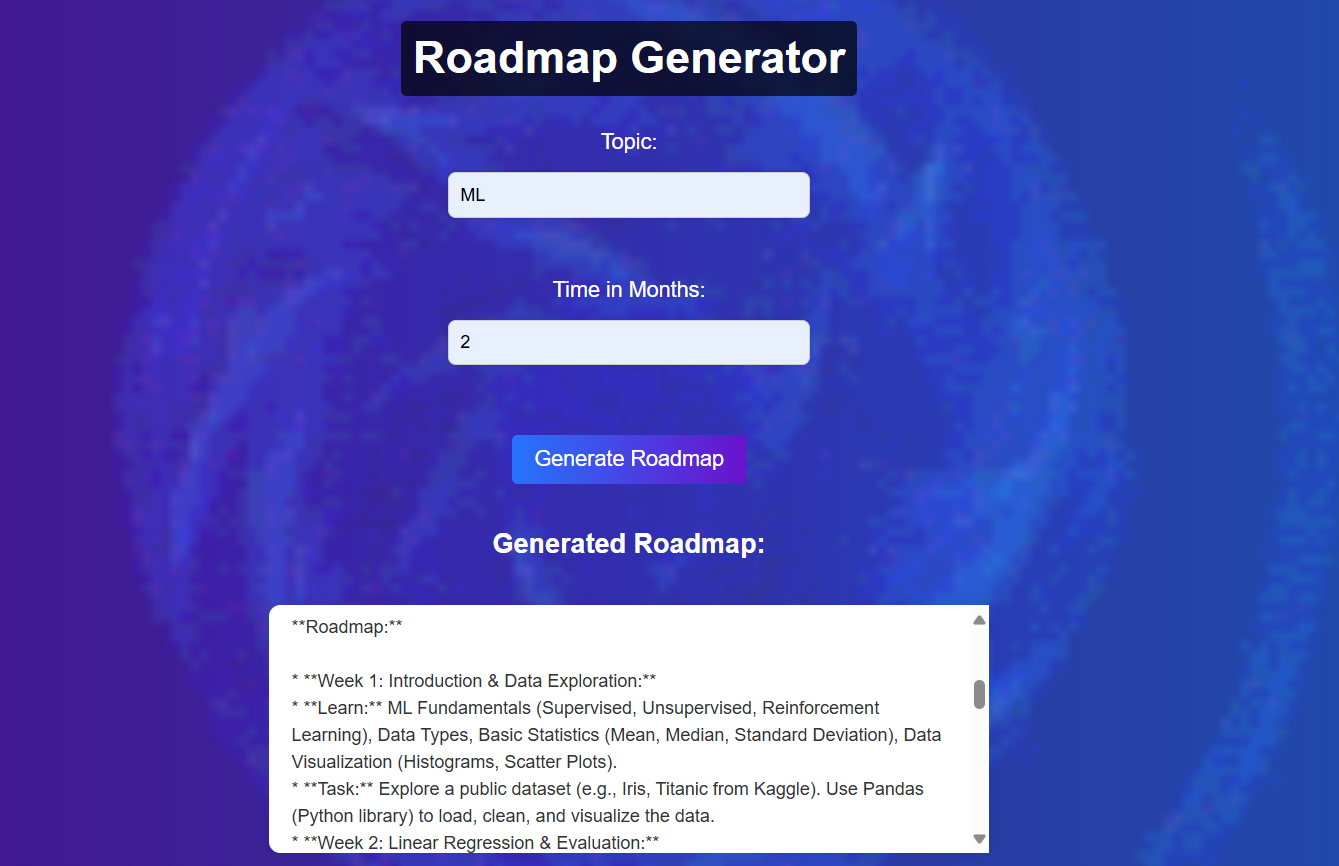 Roadmap Generator
Topic:
ML
Time in Months:
2
Generate Roadmap
Generated Roadmap:
**Roadmap:**
* **Week 1: Introduction & Data Exploration:**
* **Learn:** ML Fundamentals (Supervised, Unsupervised, Reinforcement
Learning), Data Types, Basic Statistics (Mean, Median, Standard Deviation), Data
Visualization (Histograms, Scatter Plots).
* **Task:** Explore a public dataset (e.g., Iris, Titanic from Kaggle). Use Pandas
(Python library) to load, clean, and visualize the data.
* **Week 2: Linear Regression & Evaluation:**